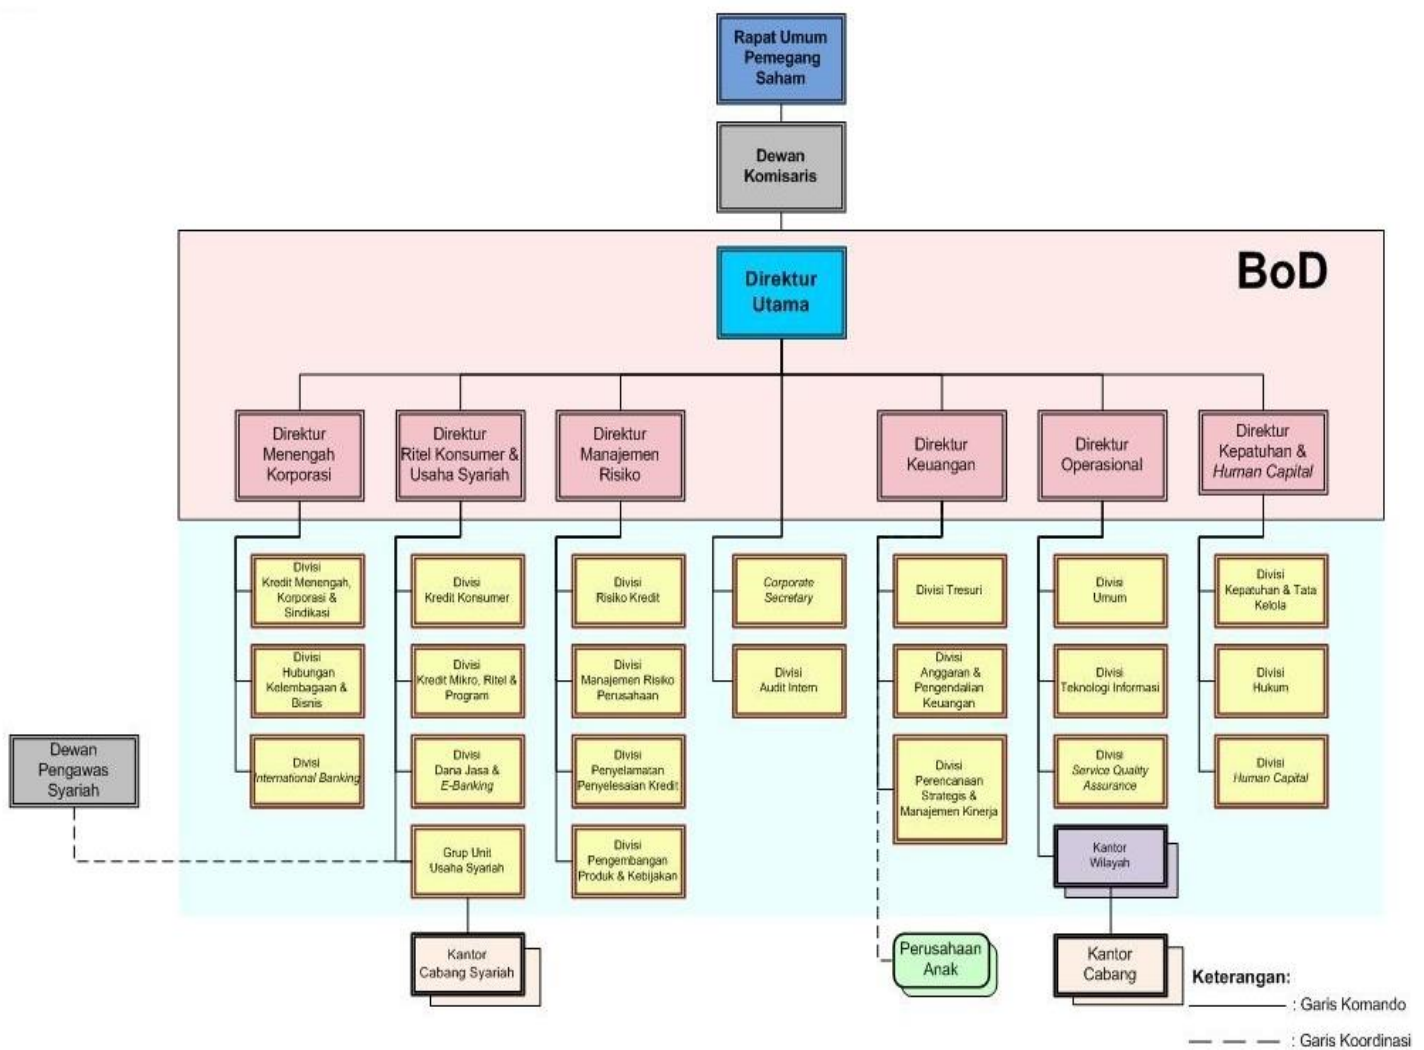 Rapat Umum
Pemegang
Saham
Dewan
Komisaris
BoD
Direktur
Utama
Direktur
Menengah
Korporasi
Direktur
Ritel Konsumer &
Usaha Syariah
Direktur
Manajemen
Risiko
Direktur
Keuangan
Direktur
Operasional
Direktur
Kepatuhan &
Human Capital
Divisi
Kredit Menengah,
Korporasi &
Sindikasi
Divisi
Kredit Konsumer
Divisi
Risiko Kredit
Corporate
Secretary
Divisi Tresuri
Divisi
Umum
Divisi
Kepatuhan & Tata
Kelola
Divisi
Hubungan
Kelembagaan &
Bisnis
Divisi
Kredit Mikro, Ritel &
Program
Divisi
Manajemen Risiko
Perusahaan
Divisi
Audit Intern
Divisi
Anggaran &
Pengendalian
Keuangan
Divisi
Teknologi Informasi
Divisi
Hukum
Dewan
Pengawas
Syariah
Divisi
International Banking
Divisi
Dana Jasa &
E-Banking
Divisi
Penyelamatan
Penyelesaian Kredit
Divisi
Perencanaan
Strategis &
Manajemen Kinerja
Divisi
Service Quality
Assurance
Divisi
Human Capital
Grup Unit
Usaha Syariah
Divisi
Pengembangan
Produk & Kebijakan
Kantor
Wilayah
Kantor
Cabang Syariah
Perusahaan
Anak
Kantor
Cabang
Keterangan:
: Garis Komando
: Garis Koordinasi